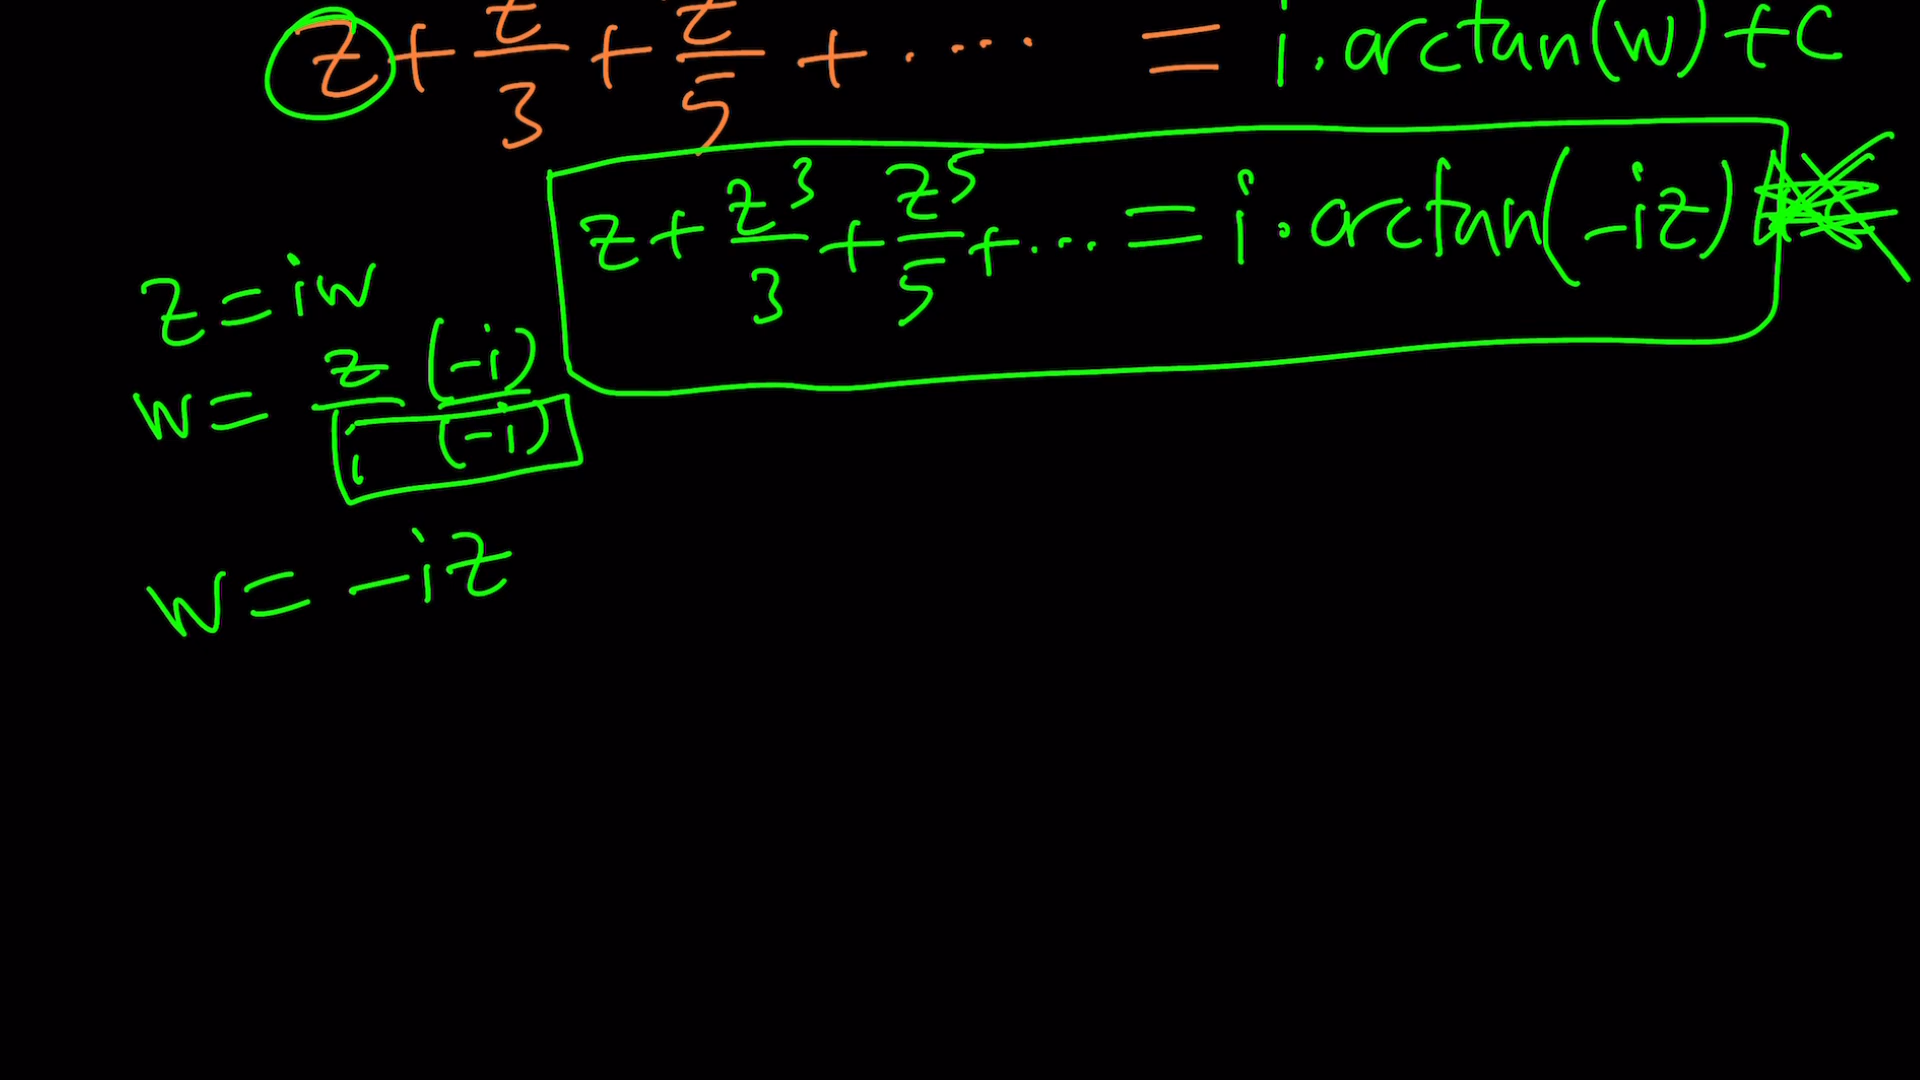 z + z/3 + z/5 + .... = i.arctan(w) + c
z + z³/3 + z⁵/5 + ... = i.arctan(-iz)
z = iw
w = z (-i) / i (-i)
w = -iz